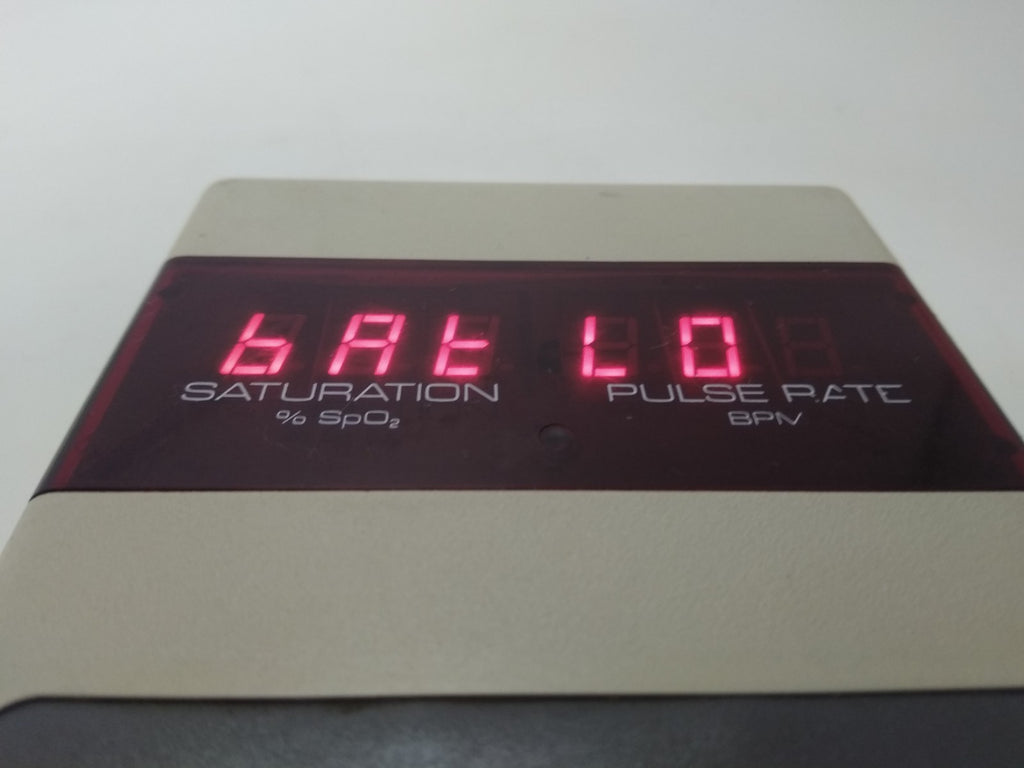 bAt LO
SATURATION PULSE RATE
% SpO₂ BPM